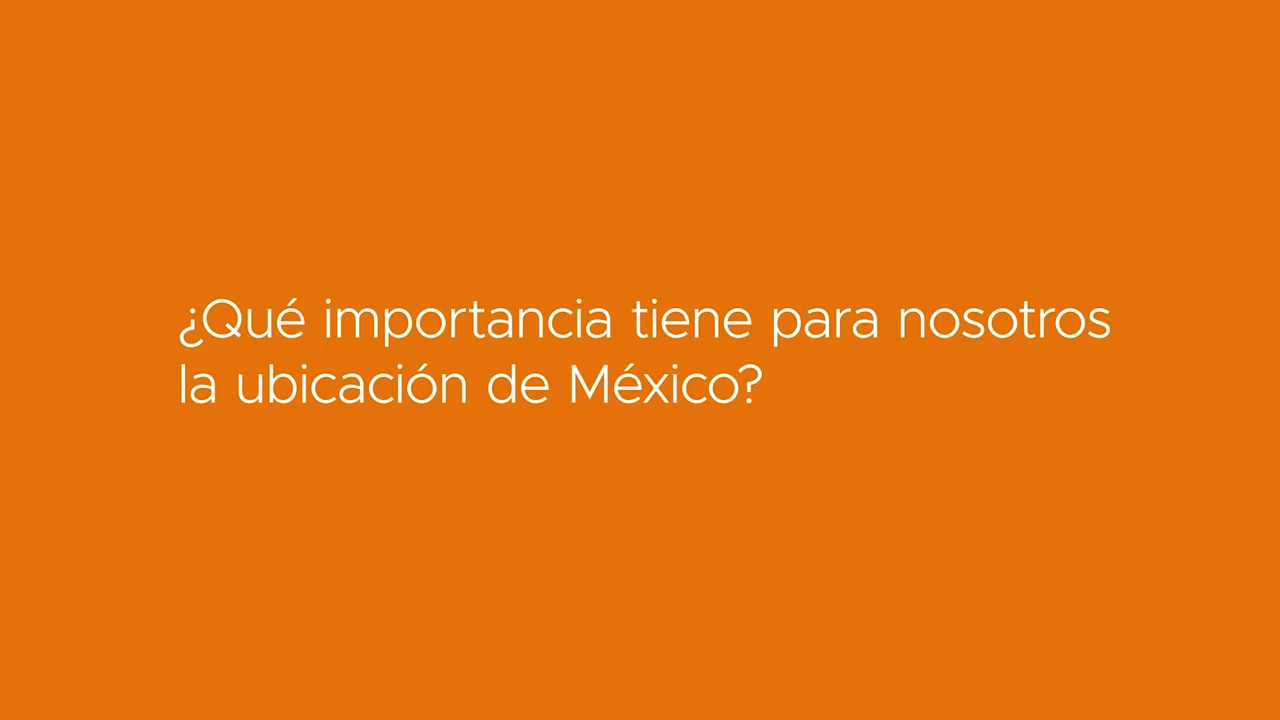 ¿Qué importancia tiene para nosotros
la ubicación de México?